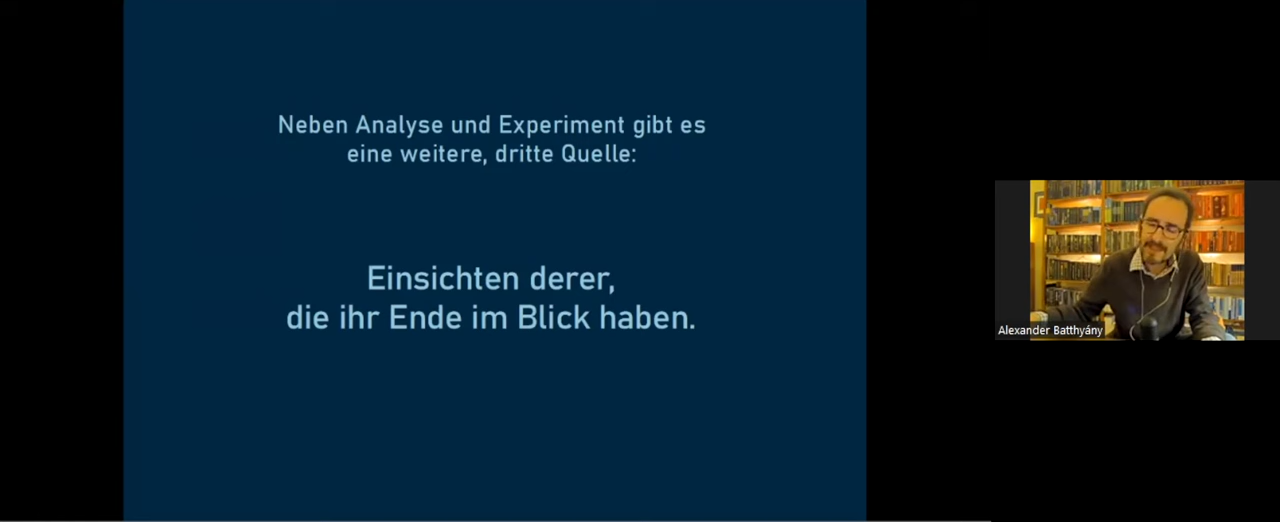 Neben Analyse und Experiment gibt es
eine weitere, dritte Quelle:
Einsichten derer,
die ihr Ende im Blick haben.
Alexander Batthyány